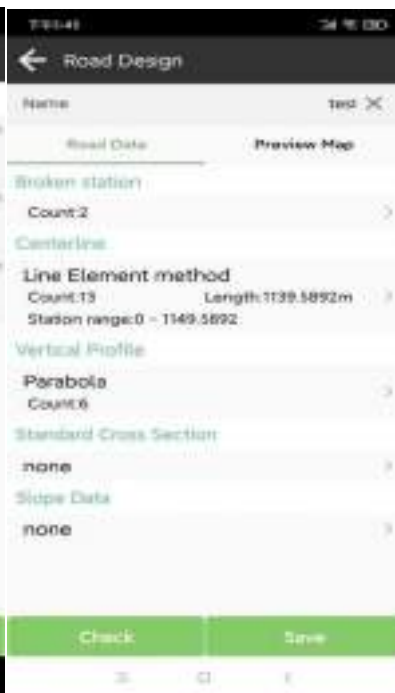 Road Design
Name test
Road Data Preview Map
Broken station
Count:2
Centerline
Line Element method
Count:13 Length:1139.5892m
Station range:0 - 1149.5892
Vertical Profile
Parabola
Count:6
Standard Cross Section
none
Slope Data
none
Check Save